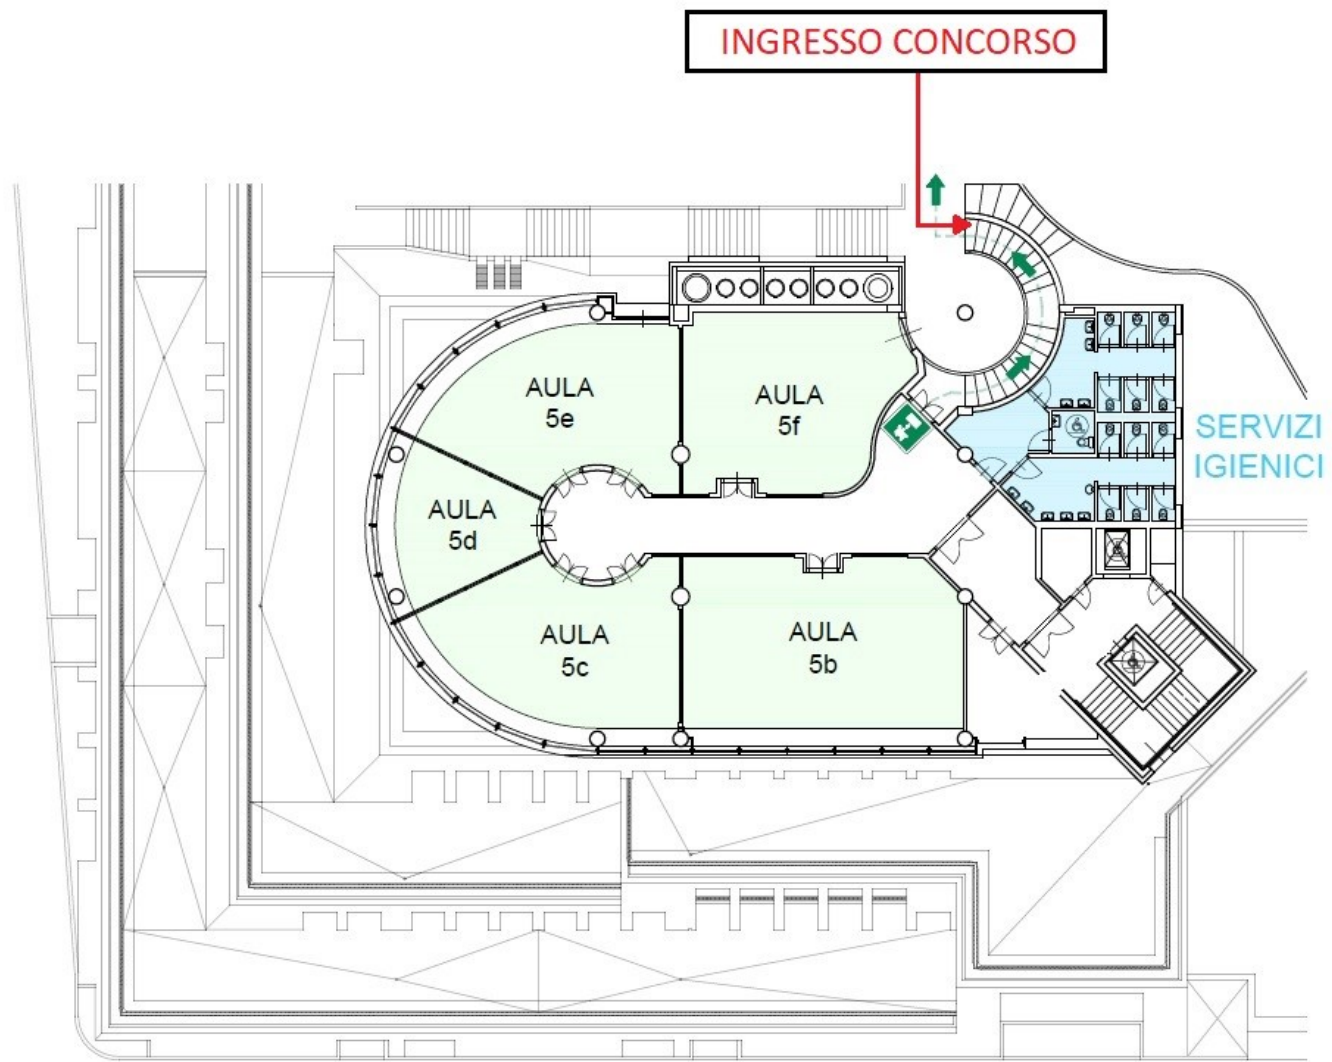 INGRESSO CONCORSO
AULA
5e
AULA
5f
SERVIZI
IGIENICI
AULA
5d
AULA
5c
AULA
5b